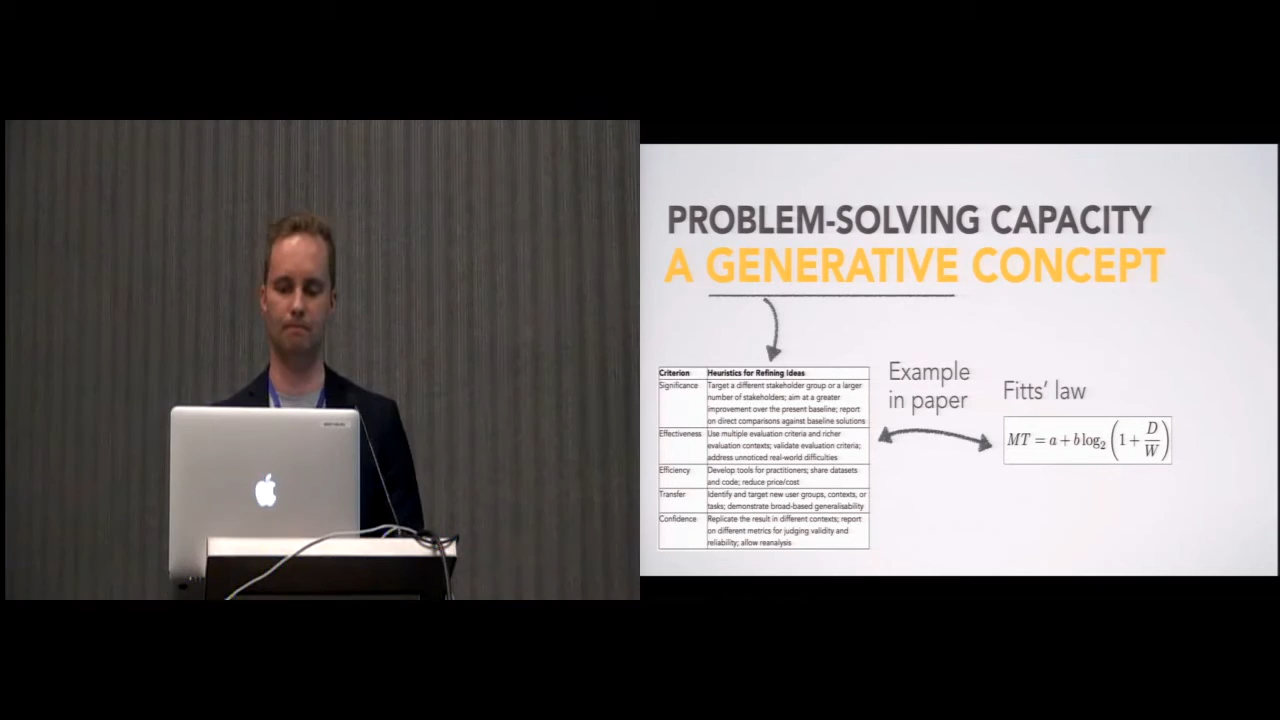 PROBLEM-SOLVING CAPACITY
A GENERATIVE CONCEPT
Criterion Heuristics for Refining Ideas
Significance Target a different stakeholder group or a larger
number of stakeholders; aim at a greater
improvement over the present baseline; report
on direct comparisons against baseline solutions
Effectiveness Use multiple evaluation criteria and richer
evaluation contexts; validate evaluation criteria;
address unnoticed real-world difficulties
Efficiency Develop tools for practitioners; share datasets
and code; reduce price/cost
Transfer Identify and target new user groups, contexts, or
tasks; demonstrate broad-based generalisability
Confidence Replicate the result in different contexts; report
on different metrics for judging validity and
reliability; allow reanalysis
Example
in paper
Fitts' law
MT = a + b log₂ (1 + D/W)